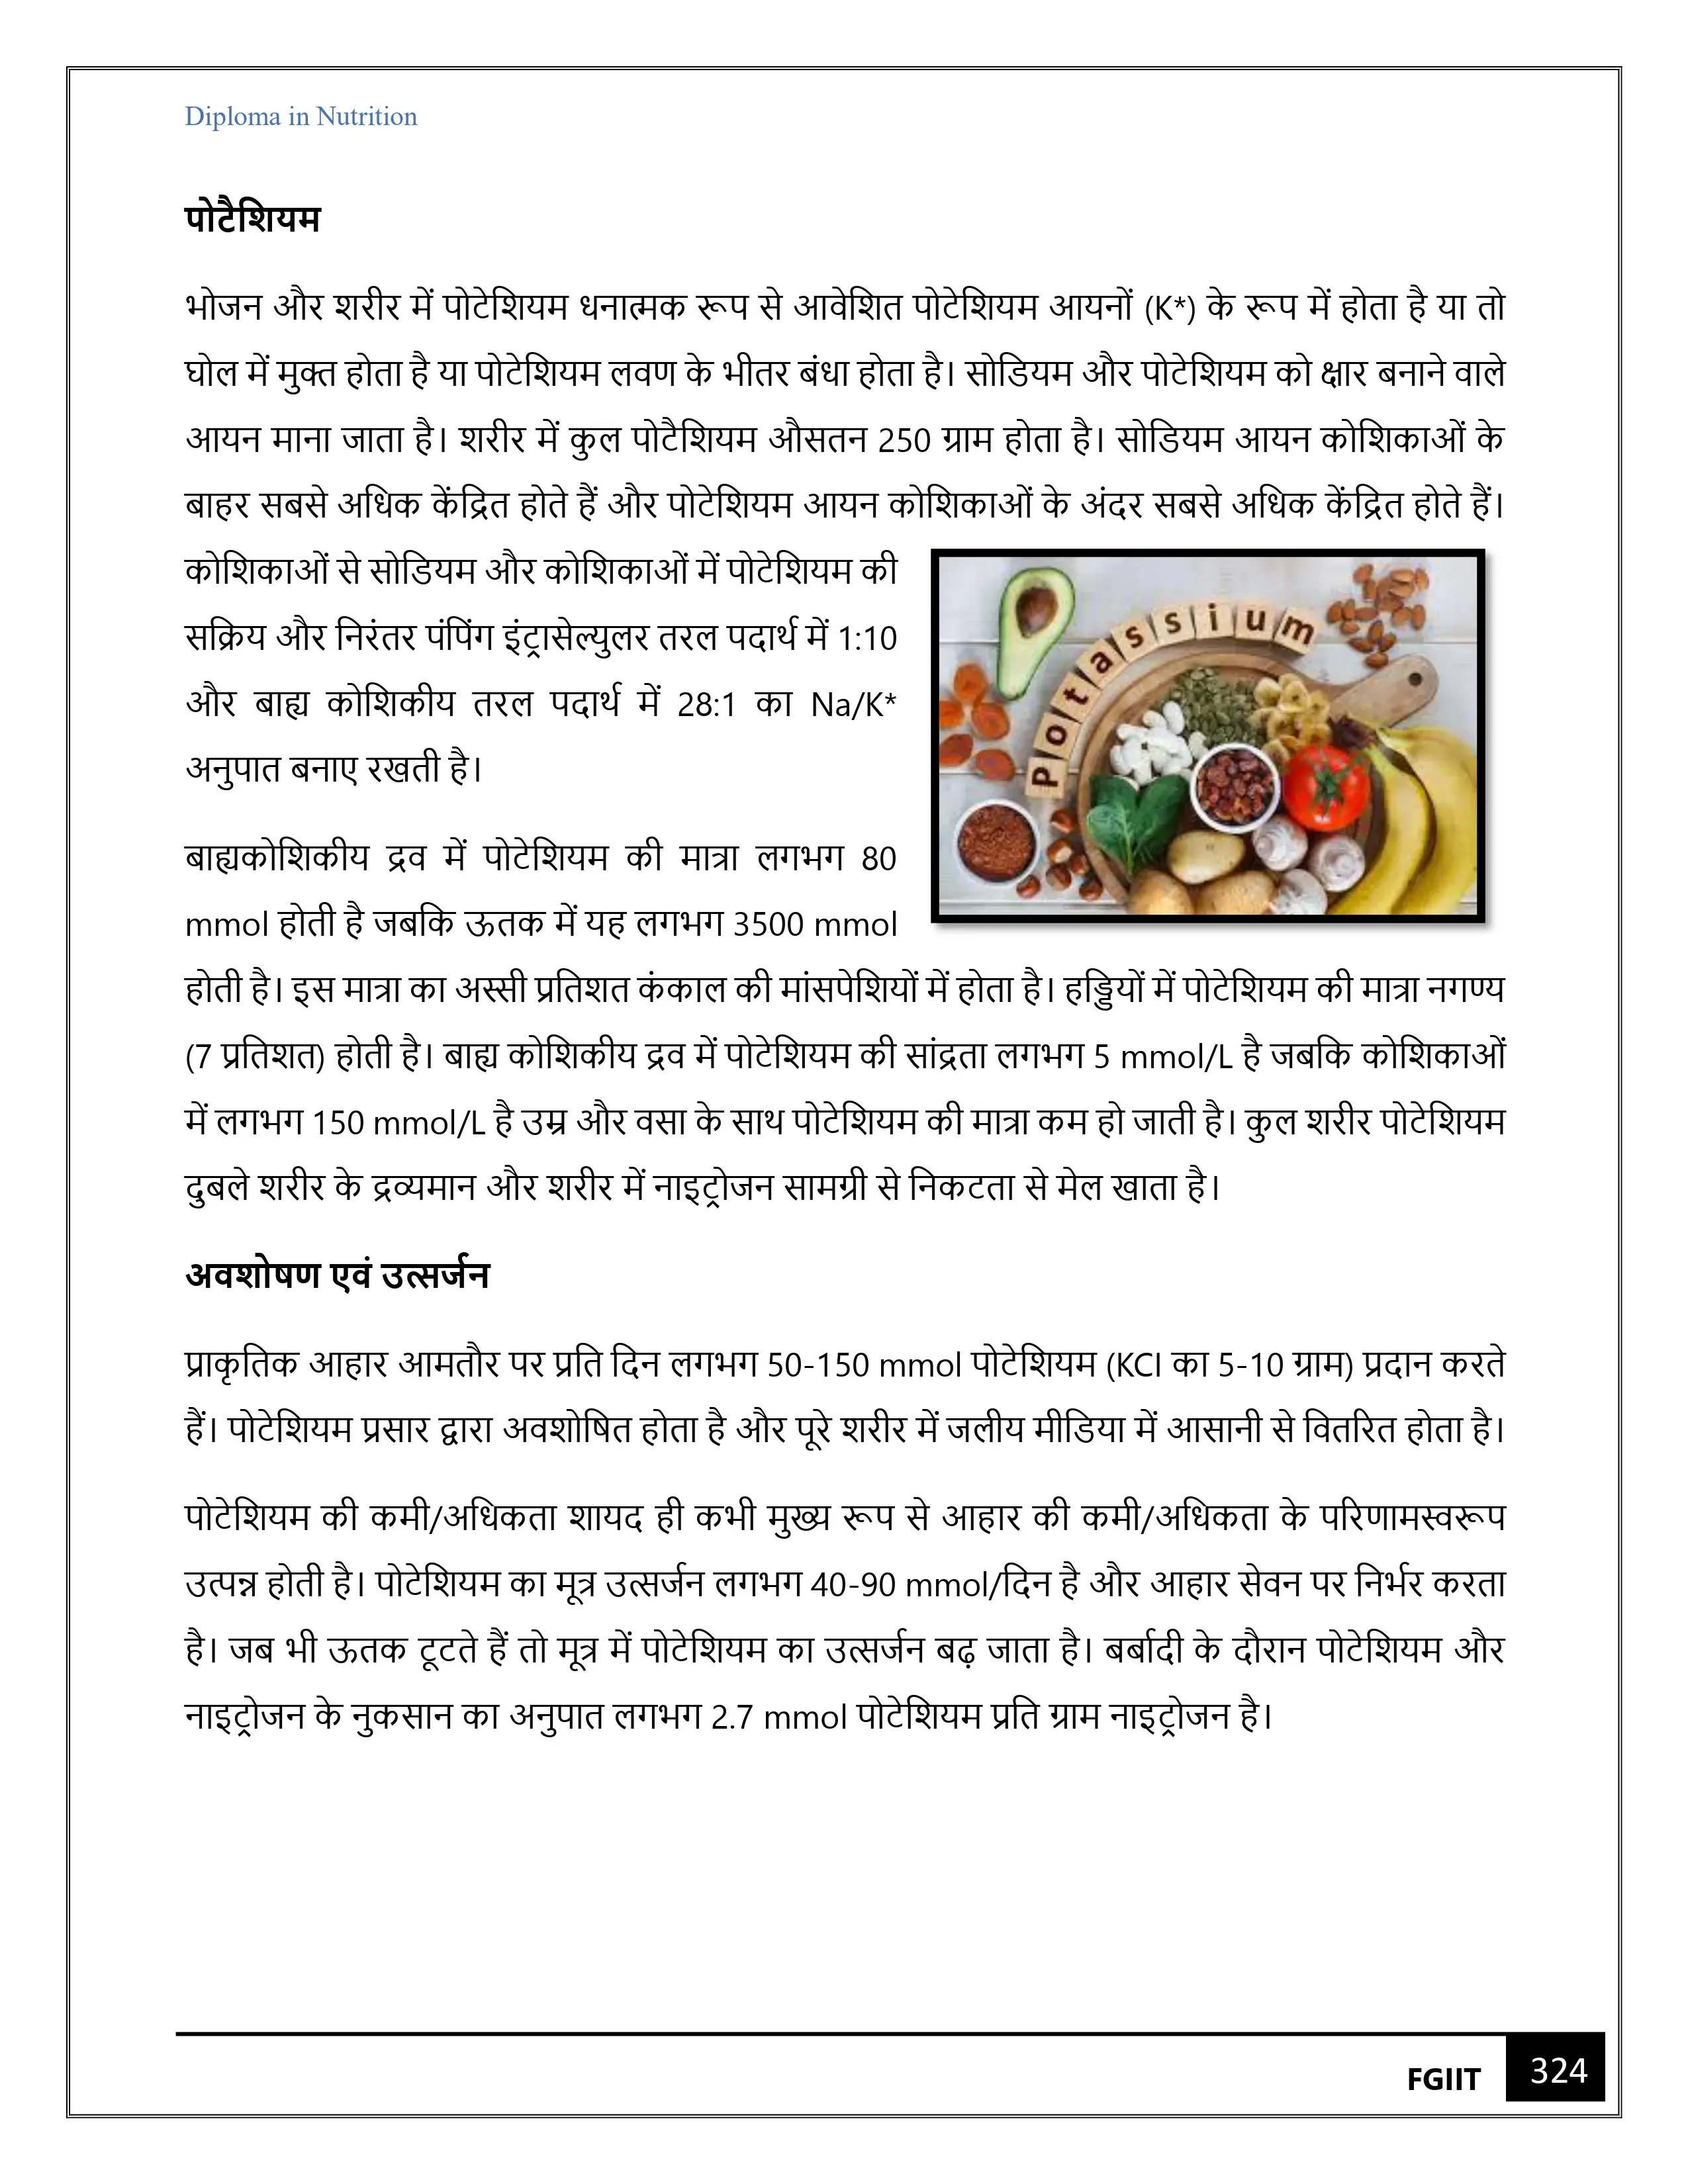 Diploma in Nutrition
पोटैशियम
भोजन और शरीर में पोटेशियम धनात्मक रूप से आवेशित पोटेशियम आयनों (K*) के रूप में होता है या तो
घोल में मुक्त होता है या पोटेशियम लवण के भीतर बंधा होता है। सोडियम और पोटेशियम को क्षार बनाने वाले
आयन माना जाता है। शरीर में कुल पोटैशियम औसतन 250 ग्राम होता है। सोडियम आयन कोशिकाओं के
बाहर सबसे अधिक केंद्रित होते हैं और पोटेशियम आयन कोशिकाओं के अंदर सबसे अधिक केंद्रित होते हैं।
कोशिकाओं से सोडियम और कोशिकाओं में पोटेशियम की
सक्रिय और निरंतर पंपिंग इंट्रासेल्युलर तरल पदार्थ में 1:10
और बाह्य कोशिकीय तरल पदार्थ में 28:1 का Na/K*
अनुपात बनाए रखती है।
Potassium
बाह्यकोशिकीय द्रव में पोटेशियम की मात्रा लगभग 80
mmol होती है जबकि ऊतक में यह लगभग 3500 mmol
होती है। इस मात्रा का अस्सी प्रतिशत कंकाल की मांसपेशियों में होता है। हड्डियों में पोटेशियम की मात्रा नगण्य
(7 प्रतिशत) होती है। बाह्य कोशिकीय द्रव में पोटेशियम की सांद्रता लगभग 5 mmol/L है जबकि कोशिकाओं
में लगभग 150 mmol/L है उम्र और वसा के साथ पोटेशियम की मात्रा कम हो जाती है। कुल शरीर पोटेशियम
दुबले शरीर के द्रव्यमान और शरीर में नाइट्रोजन सामग्री से निकटता से मेल खाता है।
अवशोषण एवं उत्सर्जन
प्राकृतिक आहार आमतौर पर प्रति दिन लगभग 50-150 mmol पोटेशियम (KCI का 5-10 ग्राम) प्रदान करते
हैं। पोटेशियम प्रसार द्वारा अवशोषित होता है और पूरे शरीर में जलीय मीडिया में आसानी से वितरित होता है।
पोटेशियम की कमी/अधिकता शायद ही कभी मुख्य रूप से आहार की कमी/अधिकता के परिणामस्वरूप
उत्पन्न होती है। पोटेशियम का मूत्र उत्सर्जन लगभग 40-90 mmol/दिन है और आहार सेवन पर निर्भर करता
है। जब भी ऊतक टूटते हैं तो मूत्र में पोटेशियम का उत्सर्जन बढ़ जाता है। बर्बादी के दौरान पोटेशियम और
नाइट्रोजन के नुकसान का अनुपात लगभग 2.7 mmol पोटेशियम प्रति ग्राम नाइट्रोजन है।
FGIIT
324